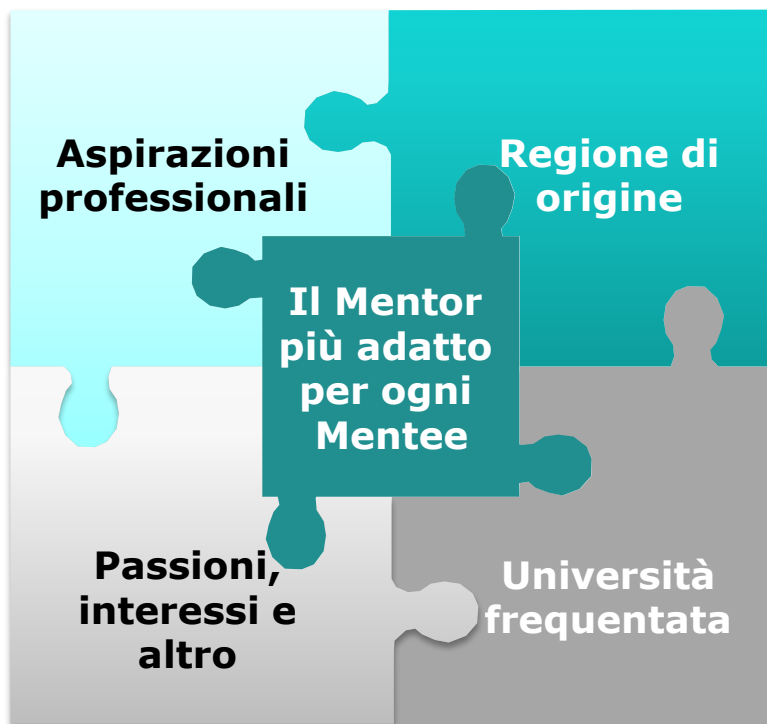 Aspirazioni
professionali
Regione di
origine
Il Mentor
più adatto
per ogni
Mentee
Passioni,
interessi e
altro
Università
frequentata